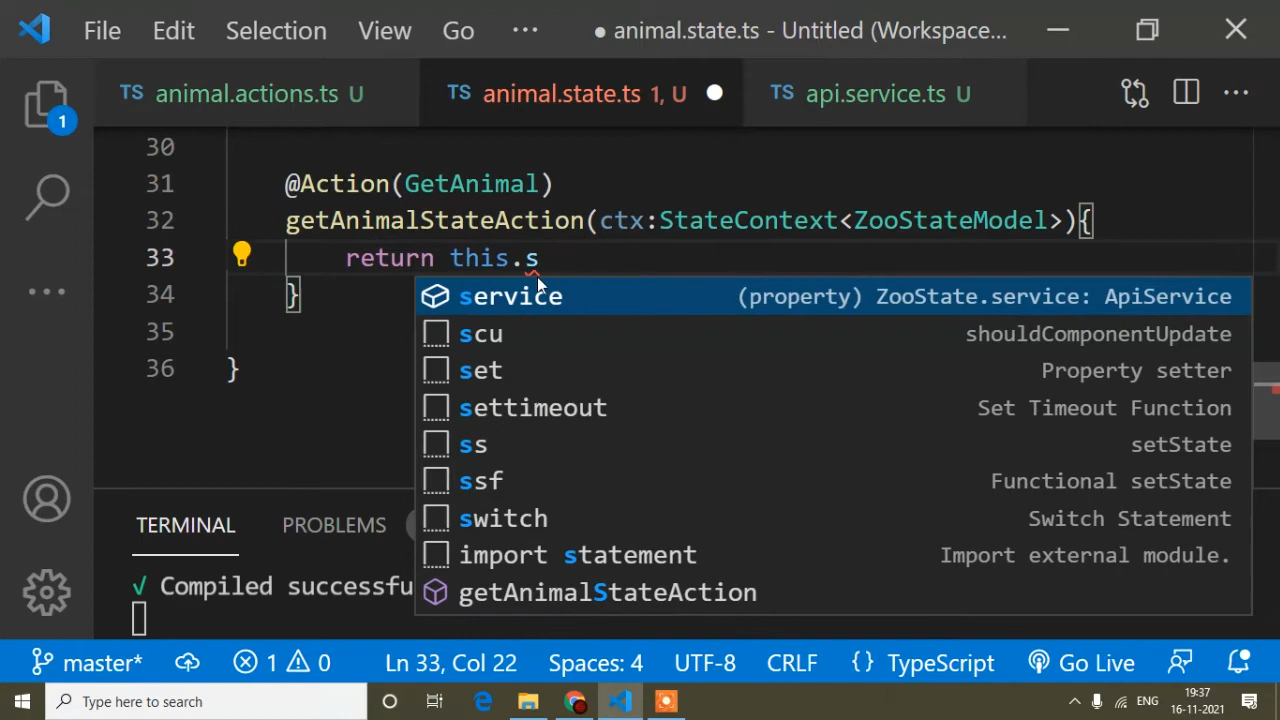 File Edit Selection View Go ··· ● animal.state.ts - Untitled (Workspace...
TS animal.actions.ts U TS animal.state.ts 1, U ● TS api.service.ts U
1
30
31 @Action(GetAnimal)
32 getAnimalStateAction(ctx:StateContext<ZooStateModel>){
33 return this.s
34 }
35
36 }
service (property) ZooState.service: ApiService
scu shouldComponentUpdate
set Property setter
settimeout Set Timeout Function
ss setState
ssf Functional setState
switch Switch Statement
import statement Import external module.
getAnimalStateAction
TERMINAL PROBLEMS
√ Compiled successfu
master* 1 0 Ln 33, Col 22 Spaces: 4 UTF-8 CRLF {} TypeScript Go Live
Type here to search ENG 19:37
16-11-2021